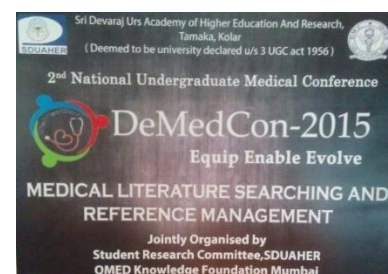 Sri Devaraj Urs Academy of Higher Education And Research,
Tamaka, Kolar
( Deemed to be university declared u/s 3 UGC act 1956 )
SDUAHER
2nd National Undergraduate Medical Conference
DeMedCon-2015
Equip Enable Evolve
MEDICAL LITERATURE SEARCHING AND
REFERENCE MANAGEMENT
Jointly Organised by
Student Research Committee,SDUAHER
QMED Knowledge Foundation Mumbai